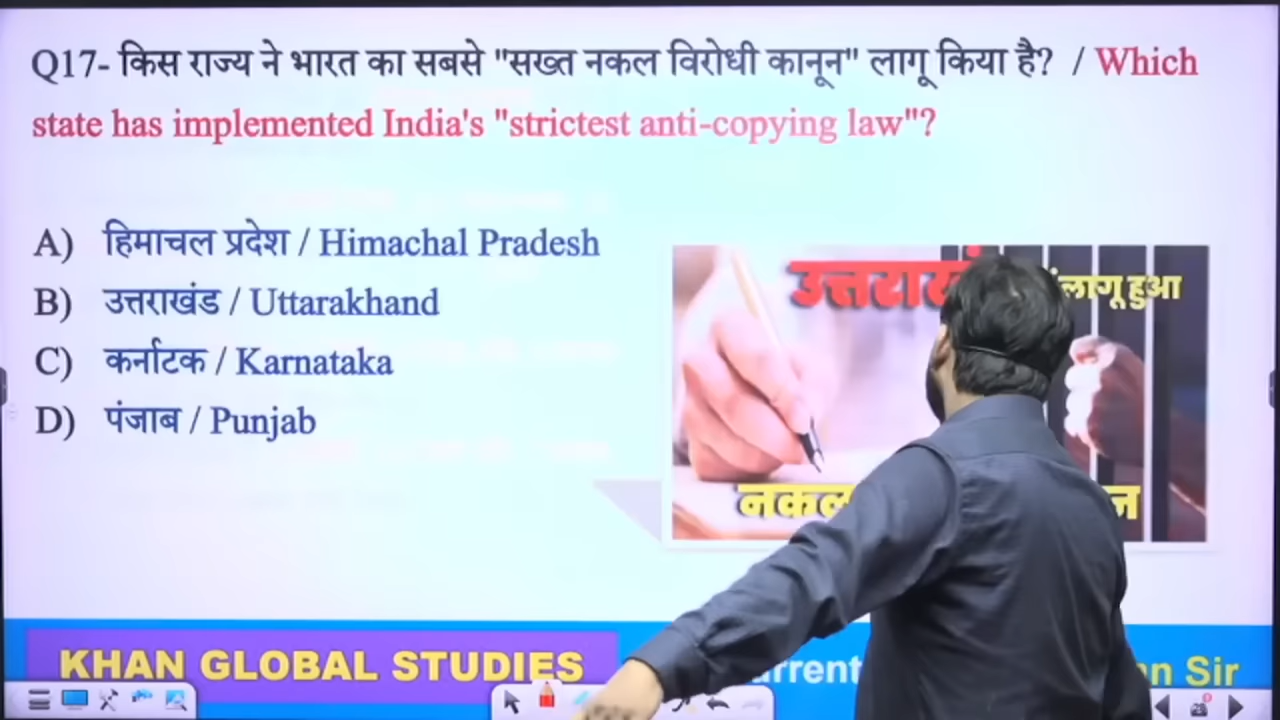 Q17- किस राज्य ने भारत का सबसे "सख्त नकल विरोधी कानून" लागू किया है? / Which
state has implemented India's "strictest anti-copying law"?
A) हिमाचल प्रदेश / Himachal Pradesh
B) उत्तराखंड / Uttarakhand
C) कर्नाटक / Karnataka
D) पंजाब / Punjab
लागू हुआ
KHAN GLOBAL STUDIES
Sir